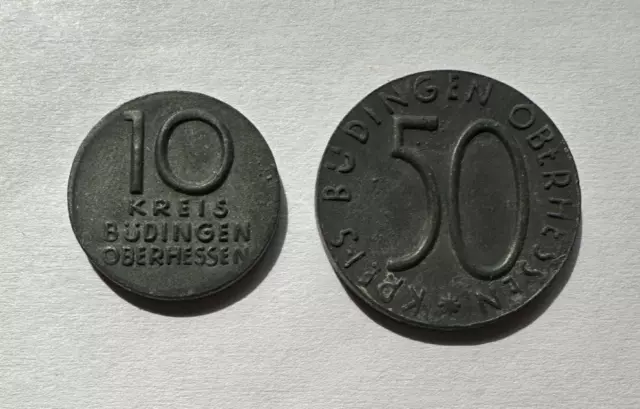 10
KREIS
BÜDINGEN
OBERHESSEN
50
KREIS BÜDINGEN OBERHESSEN *